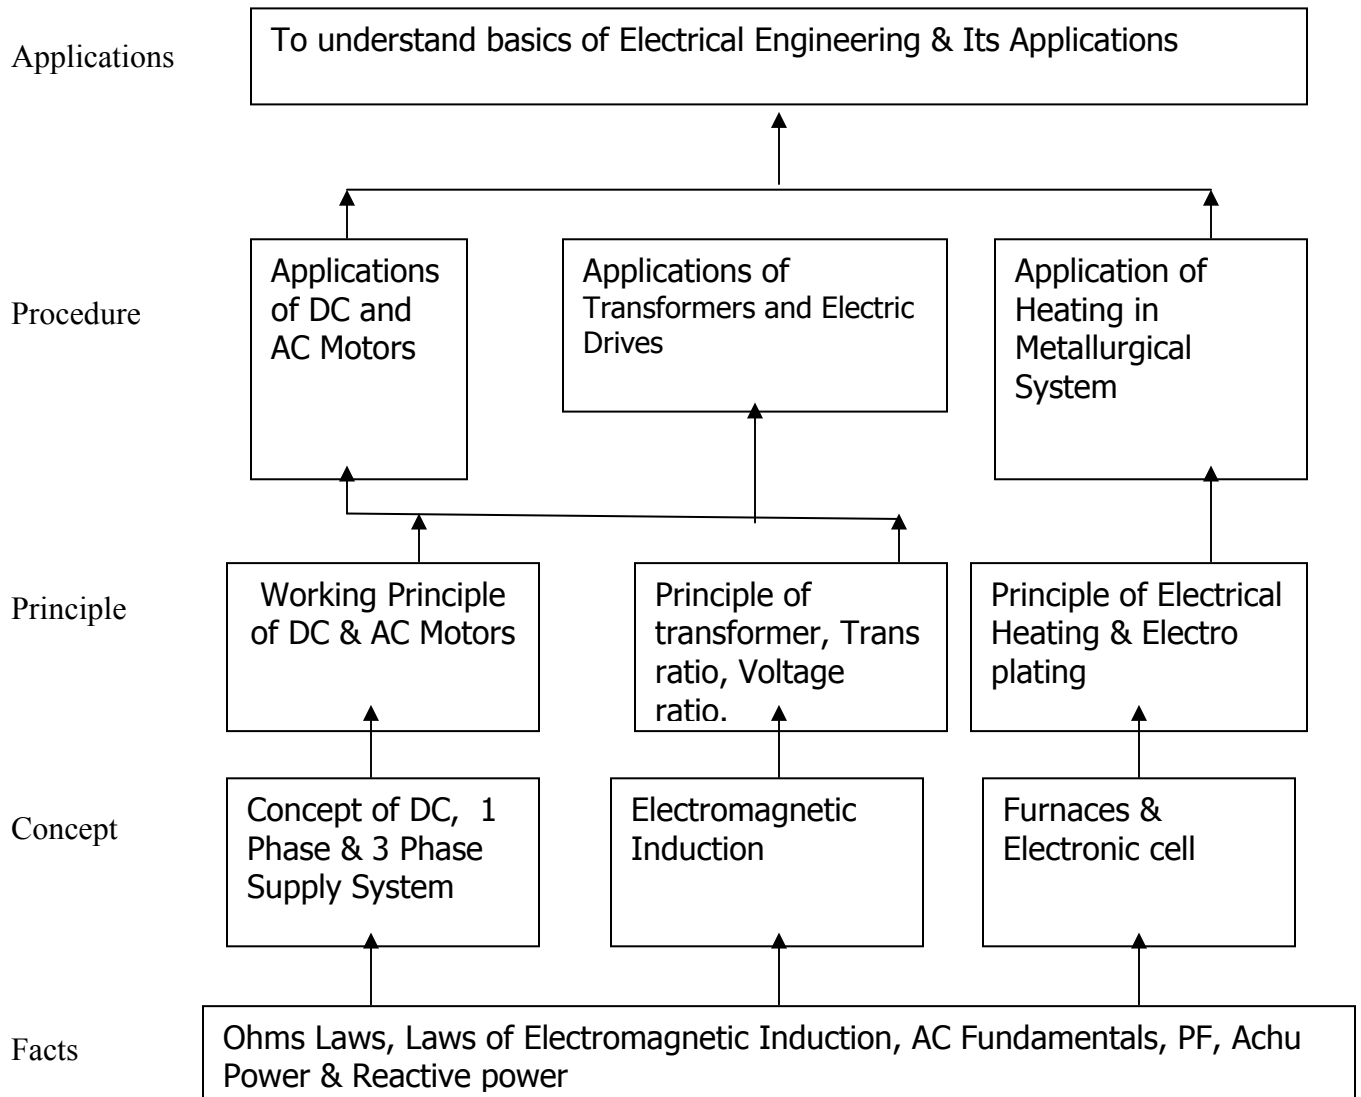 Applications
To understand basics of Electrical Engineering & Its Applications
Procedure
Applications
of DC and
AC Motors
Applications of
Transformers and Electric
Drives
Application of
Heating in
Metallurgical
System
Principle
Working Principle
of DC & AC Motors
Principle of
transformer, Trans
ratio, Voltage
ratio.
Principle of Electrical
Heating & Electro
plating
Concept
Concept of DC, 1
Phase & 3 Phase
Supply System
Electromagnetic
Induction
Furnaces &
Electronic cell
Facts
Ohms Laws, Laws of Electromagnetic Induction, AC Fundamentals, PF, Achu
Power & Reactive power